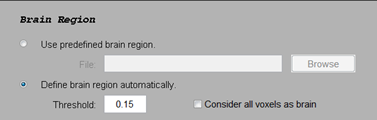 Brain Region
Use predefined brain region.
File: Browse
Define brain region automatically.
Threshold: 0.15 Consider all voxels as brain